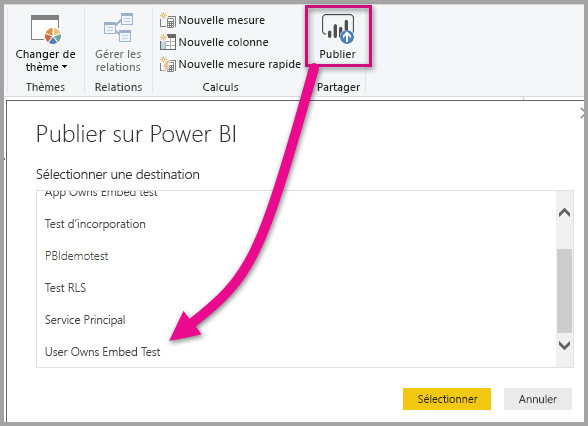 Changer de
thème
Gérer les
relations
Nouvelle mesure
Nouvelle colonne
Nouvelle mesure rapide
Publier
Thèmes
Relations
Calculs
Partager
Publier sur Power BI
Sélectionner une destination
App Owns Embed test
Test d'incorporation
PBIdemotest
Test RLS
Service Principal
User Owns Embed Test
Sélectionner
Annuler